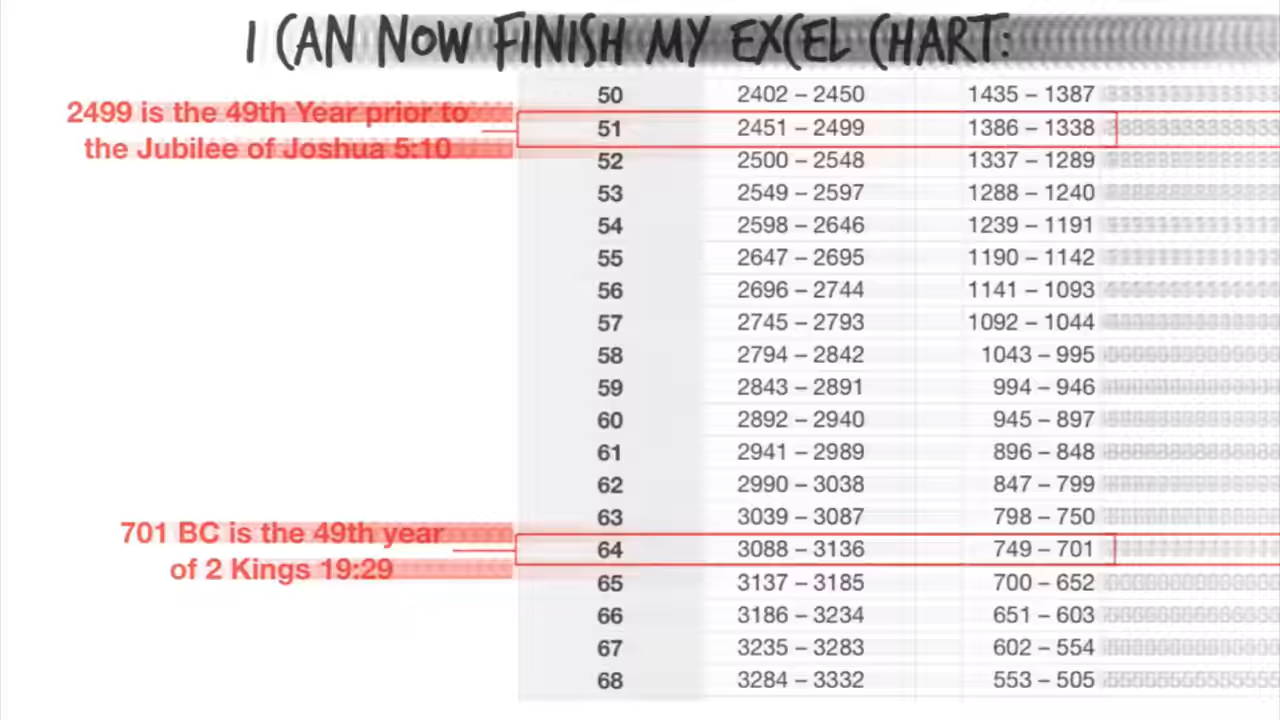 I CAN NOW FINISH MY EXCEL CHART:
2499 is the 49th Year prior to
the Jubilee of Joshua 5:10
50 2402 – 2450 1435 – 1387
51 2451 – 2499 1386 – 1338
52 2500 – 2548 1337 – 1289
53 2549 – 2597 1288 – 1240
54 2598 – 2646 1239 – 1191
55 2647 – 2695 1190 – 1142
56 2696 – 2744 1141 – 1093
57 2745 – 2793 1092 – 1044
58 2794 – 2842 1043 – 995
59 2843 – 2891 994 – 946
60 2892 – 2940 945 – 897
61 2941 – 2989 896 – 848
62 2990 – 3038 847 – 799
63 3039 – 3087 798 – 750
701 BC is the 49th year
of 2 Kings 19:29
64 3088 – 3136 749 – 701
65 3137 – 3185 700 – 652
66 3186 – 3234 651 – 603
67 3235 – 3283 602 – 554
68 3284 – 3332 553 – 505